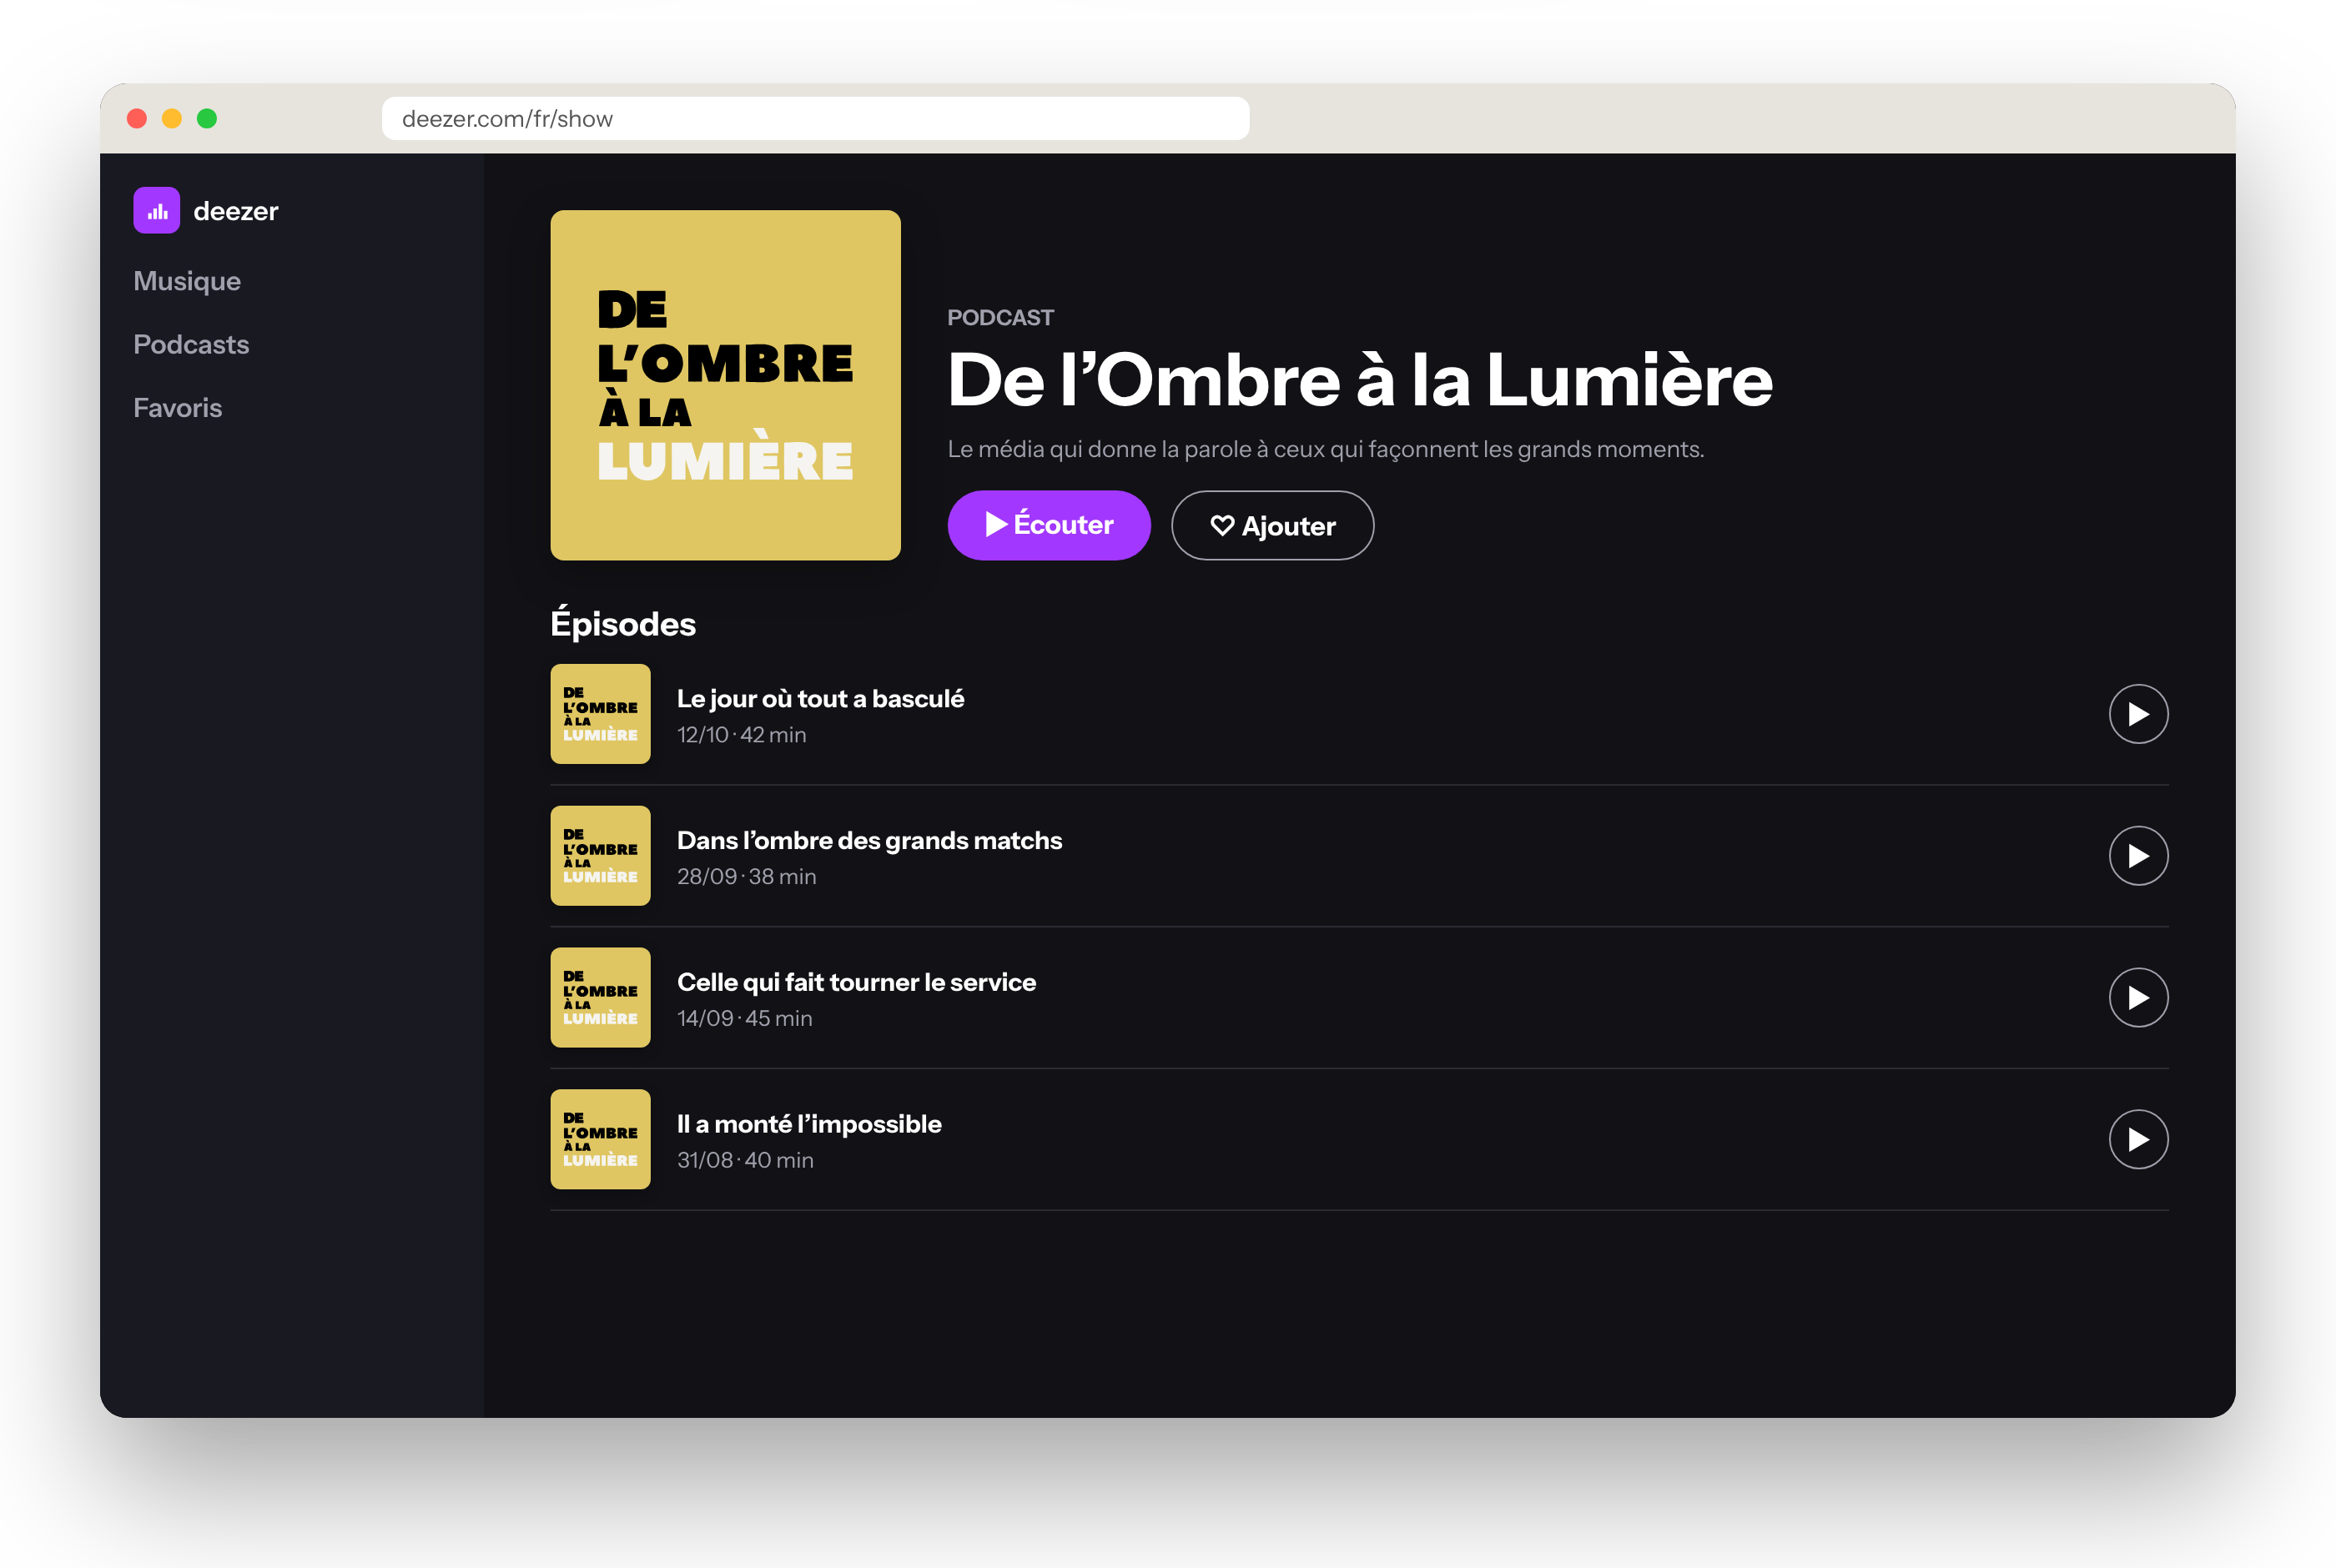 deezer.com/fr/show
deezer
Musique
Podcasts
Favoris
DE
L’OMBRE
À LA
LUMIÈRE
PODCAST
De l’Ombre à la Lumière
Le média qui donne la parole à ceux qui façonnent les grands moments.
Écouter
Ajouter
Épisodes
DE
L’OMBRE
À LA
LUMIÈRE
Le jour où tout a basculé
12/10 · 42 min
DE
L’OMBRE
À LA
LUMIÈRE
Dans l’ombre des grands matchs
28/09 · 38 min
DE
L’OMBRE
À LA
LUMIÈRE
Celle qui fait tourner le service
14/09 · 45 min
DE
L’OMBRE
À LA
LUMIÈRE
Il a monté l’impossible
31/08 · 40 min